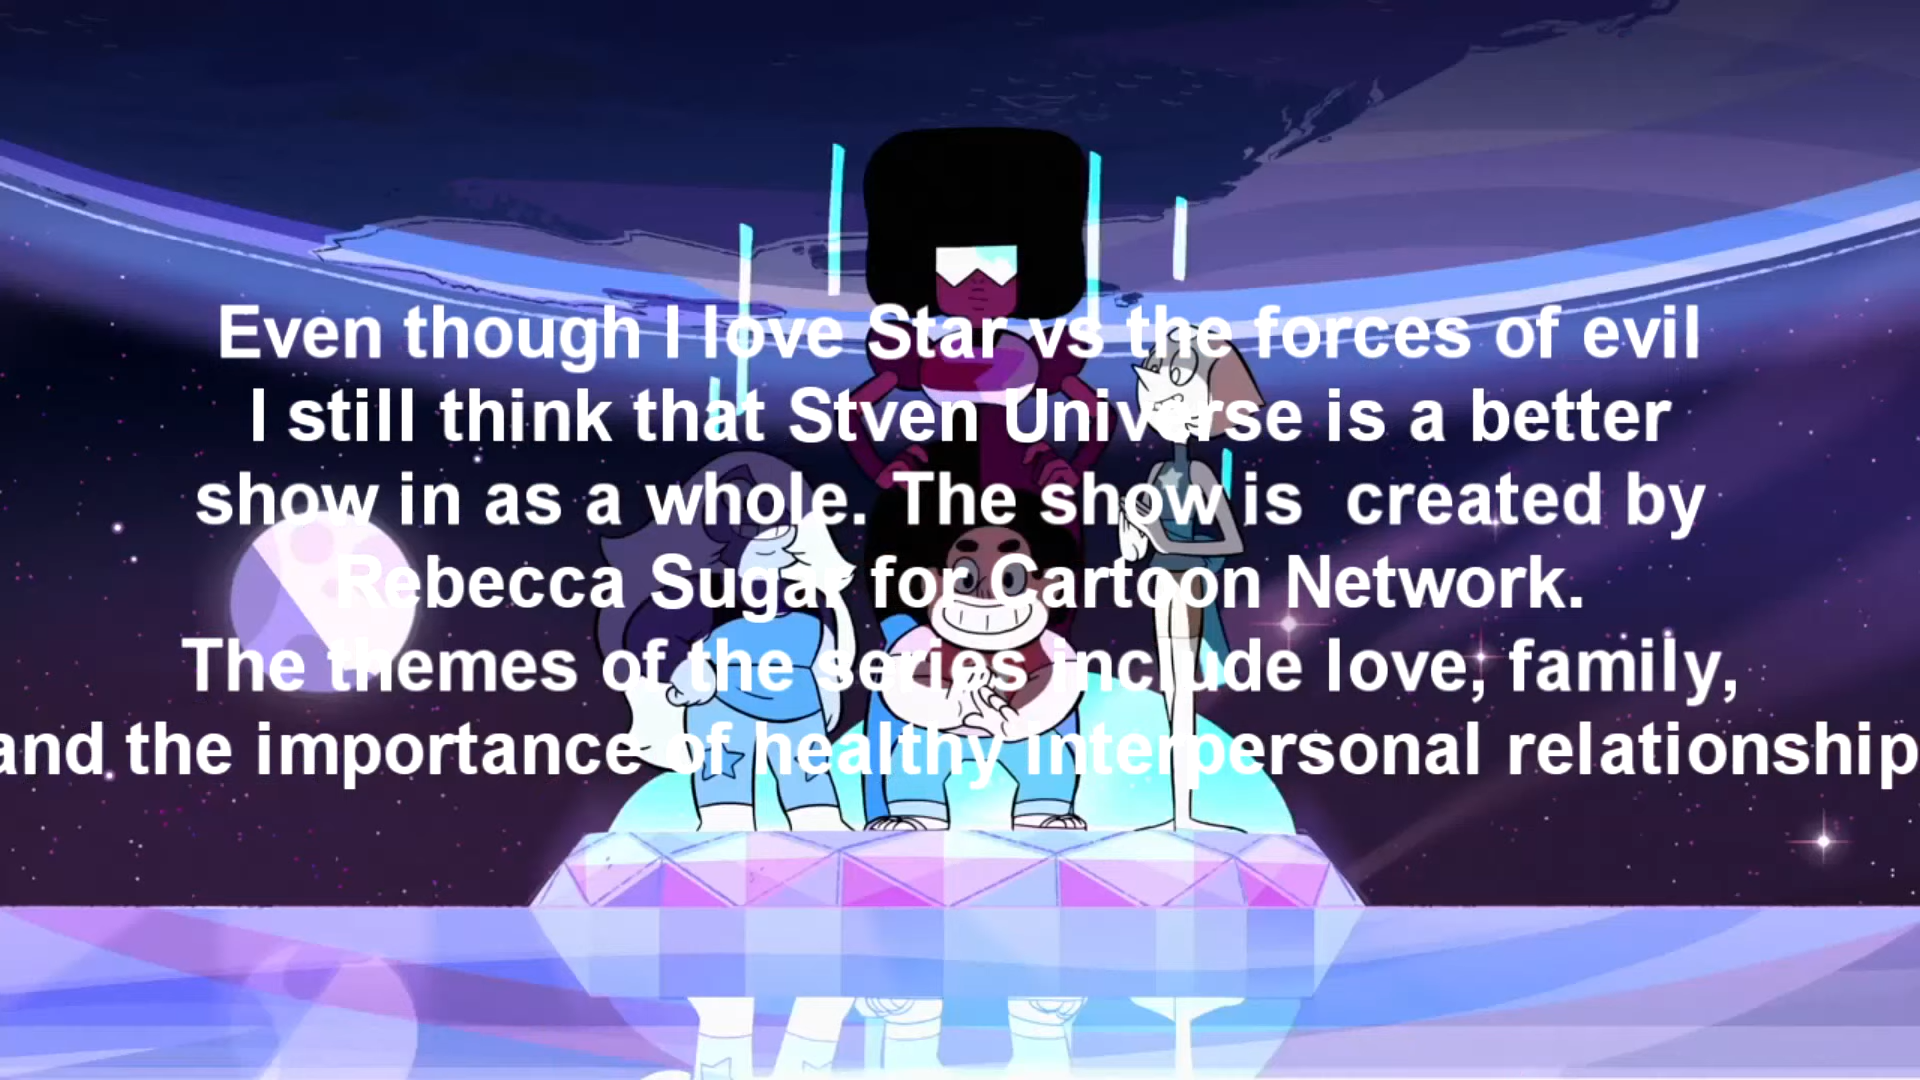 Even though I love Star vs the forces of evil
I still think that Stven Universe is a better
show in as a whole. The show is  created by
Rebecca Sugar for Cartoon Network.
The themes of the series include love, family,
and the importance of healthy interpersonal relationship